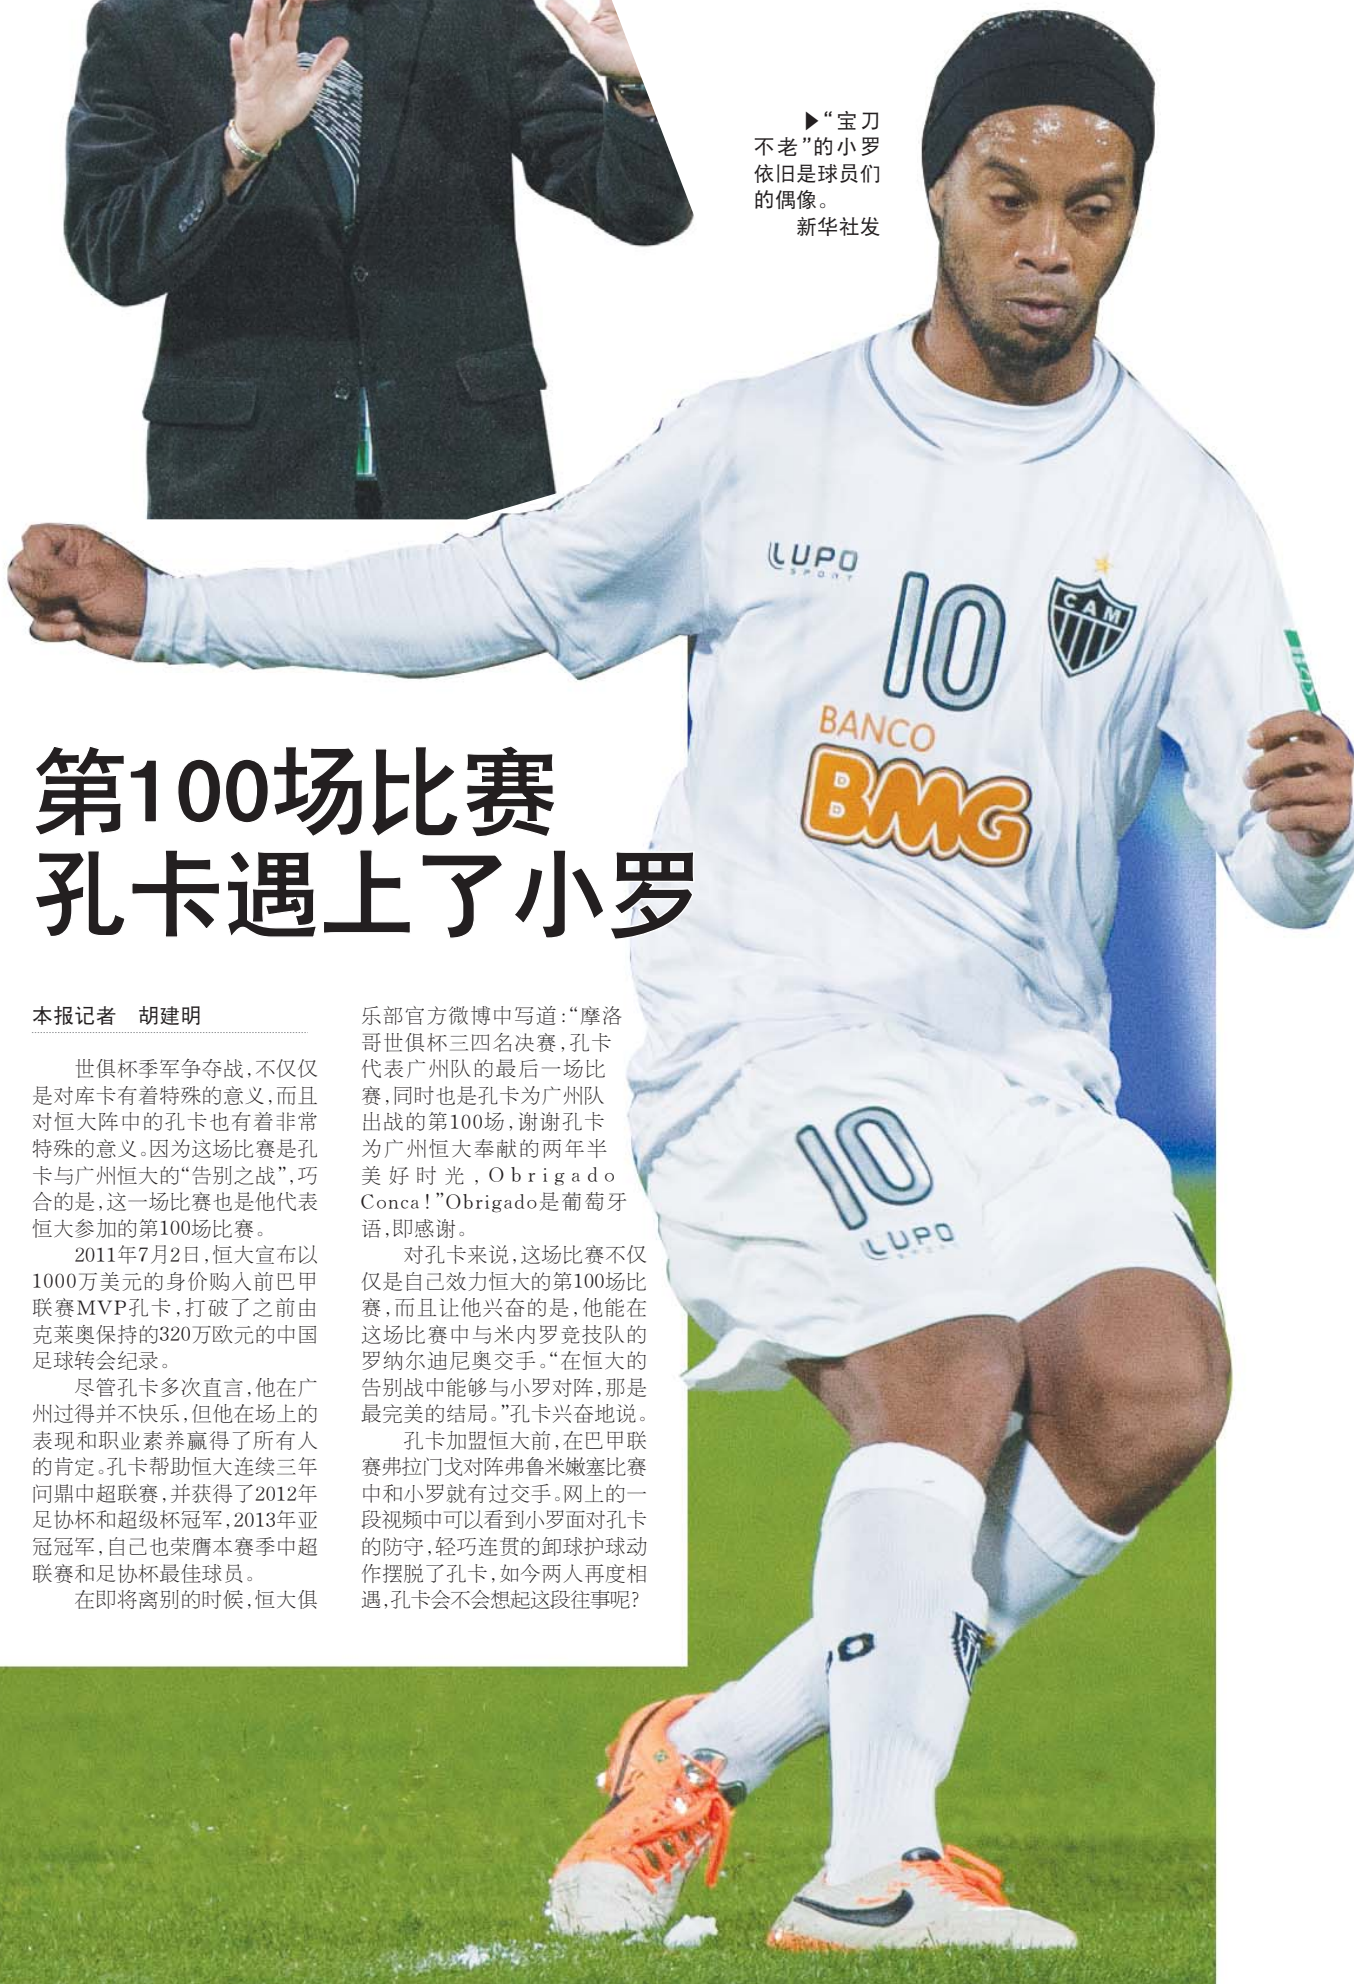 ▶“宝刀
不老”的小罗
依旧是球员们
的偶像。
新华社发
LUPO
SPORT
10
CAM
BANCO
BMG
10
LUPO
SPORT
第100场比赛
孔卡遇上了小罗
本报记者 胡建明
世俱杯季军争夺战,不仅仅
是对库卡有着特殊的意义,而且
对恒大阵中的孔卡也有着非常
特殊的意义。因为这场比赛是孔
卡与广州恒大的“告别之战”,巧
合的是,这一场比赛也是他代表
恒大参加的第100场比赛。
2011年7月2日,恒大宣布以
1000万美元的身价购入前巴甲
联赛MVP孔卡,打破了之前由
克莱奥保持的320万欧元的中国
足球转会纪录。
尽管孔卡多次直言,他在广
州过得并不快乐,但他在场上的
表现和职业素养赢得了所有人
的肯定。孔卡帮助恒大连续三年
问鼎中超联赛,并获得了2012年
足协杯和超级杯冠军,2013年亚
冠冠军,自己也荣膺本赛季中超
联赛和足协杯最佳球员。
在即将离别的时候,恒大俱
乐部官方微博中写道:“摩洛
哥世俱杯三四名决赛,孔卡
代表广州队的最后一场比
赛,同时也是孔卡为广州队
出战的第100场,谢谢孔卡
为广州恒大奉献的两年半
美好时光,Obrigado
Conca!”Obrigado是葡萄牙
语,即感谢。
对孔卡来说,这场比赛不仅
仅是自己效力恒大的第100场比
赛,而且让他兴奋的是,他能在
这场比赛中与米内罗竞技队的
罗纳尔迪尼奥交手。“在恒大的
告别战中能够与小罗对阵,那是
最完美的结局。”孔卡兴奋地说。
孔卡加盟恒大前,在巴甲联
赛弗拉门戈对阵弗鲁米嫩塞比赛
中和小罗就有过交手。网上的一
段视频中可以看到小罗面对孔卡
的防守,轻巧连贯的卸球护球动
作摆脱了孔卡,如今两人再度相
遇,孔卡会不会想起这段往事呢?